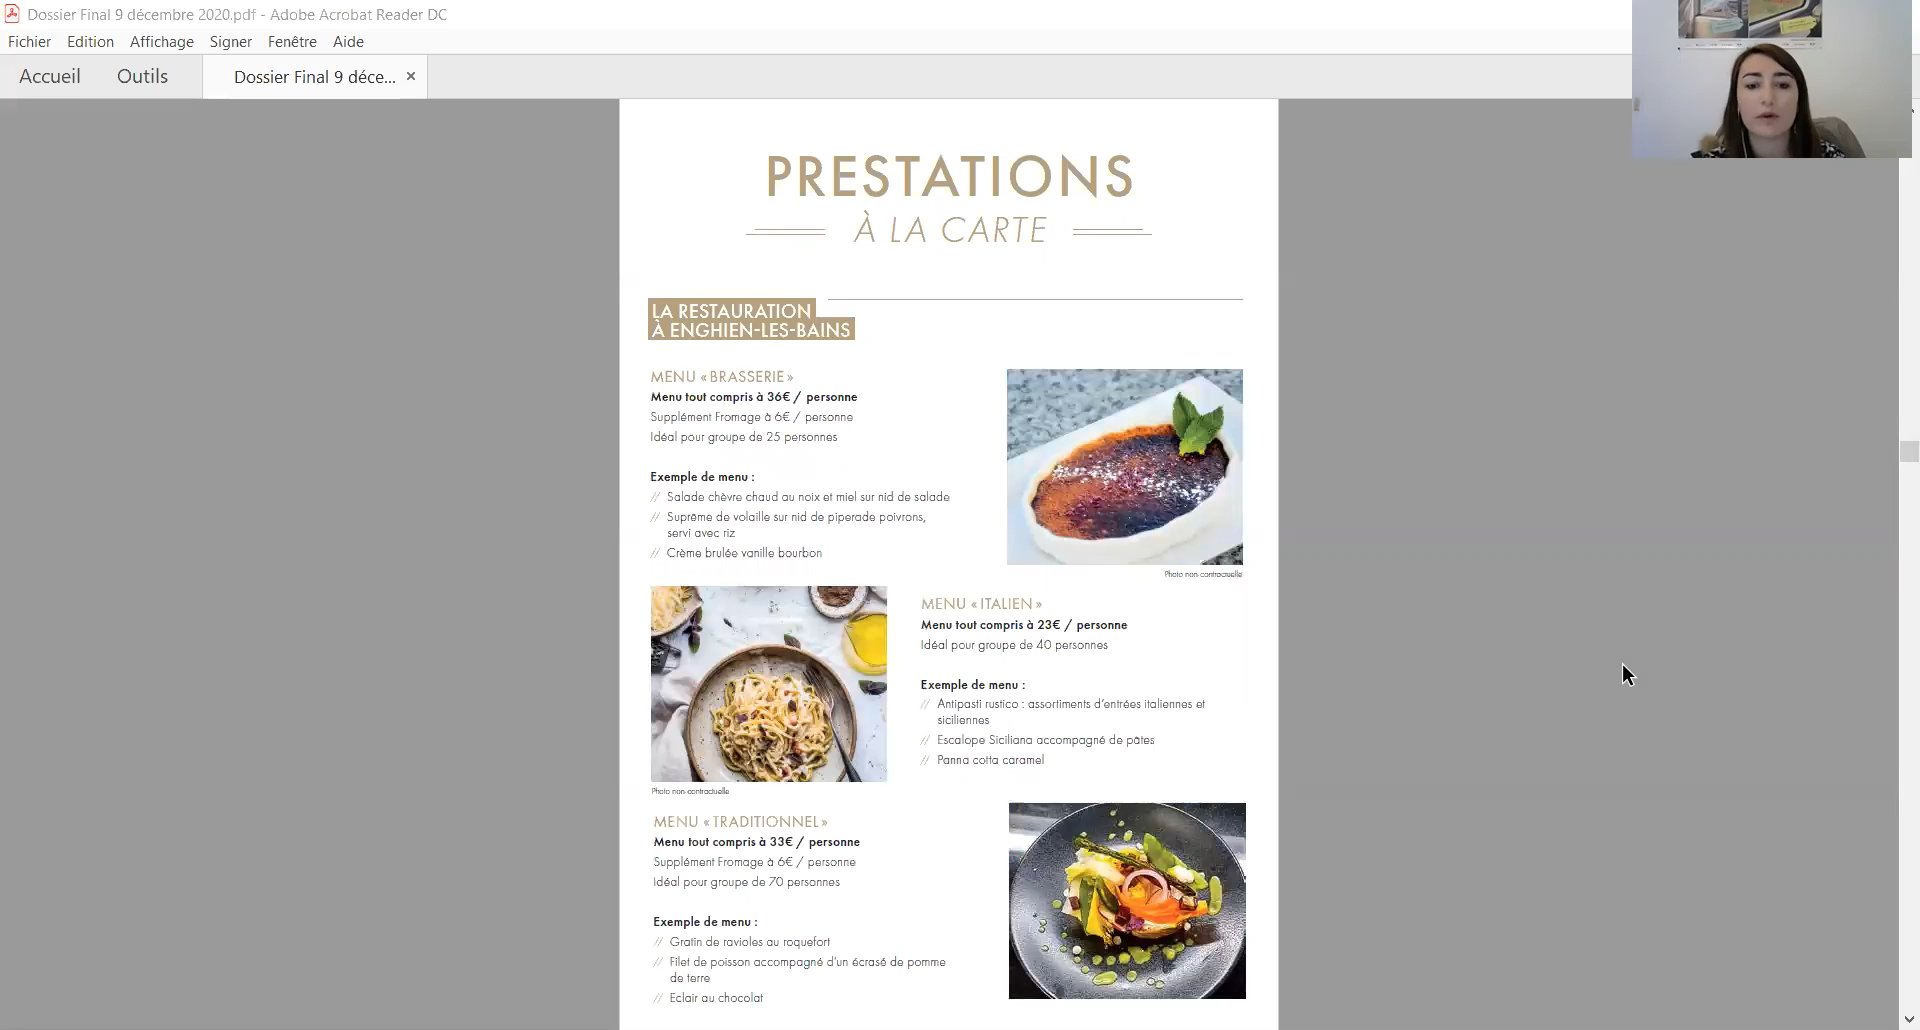 Dossier Final 9 décembre 2020.pdf - Adobe Acrobat Reader DC
Fichier Edition Affichage Signer Fenêtre Aide
Accueil Outils Dossier Final 9 déce... ×
PRESTATIONS
À LA CARTE
LA RESTAURATION
À ENGHIEN-LES-BAINS
MENU « BRASSERIE »
Menu tout compris à 36€ / personne
Supplément Fromage à 6€ / personne
Idéal pour groupe de 25 personnes
Exemple de menu :
// Salade chèvre chaud au noix et miel sur nid de salade
// Suprême de volaille sur nid de piperade poivrons,
servi avec riz
// Crème brulée vanille bourbon
Photo non-contractuelle
MENU « ITALIEN »
Menu tout compris à 23€ / personne
Idéal pour groupe de 40 personnes
Exemple de menu :
// Antipasti rustico : assortiments d'entrées italiennes et
siciliennes
// Escalope Siciliana accompagné de pâtes
// Panna cotta caramel
Photo non-contractuelle
MENU « TRADITIONNEL »
Menu tout compris à 33€ / personne
Supplément Fromage à 6€ / personne
Idéal pour groupe de 70 personnes
Exemple de menu :
// Gratin de ravioles au roquefort
// Filet de poisson accompagné d'un écrasé de pomme
de terre
// Eclair au chocolat